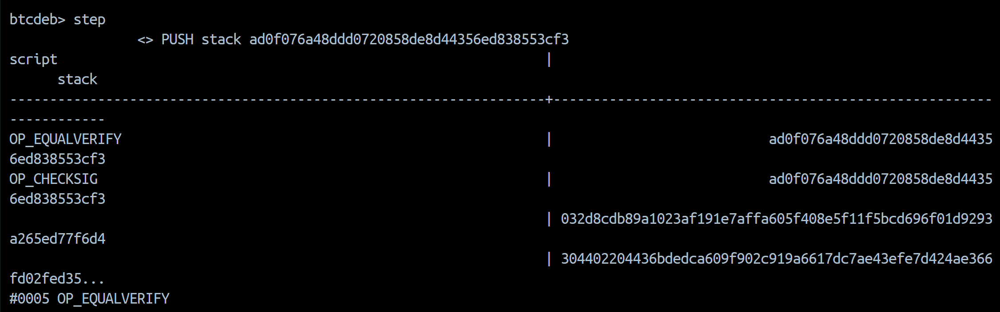 btcdeb> step
                <> PUSH stack ad0f076a48ddd0720858de8d44356ed838553cf3
script                                                             |
      stack
-------------------------------------------------------------------+-------------------------------------------------------
------------
OP_EQUALVERIFY                                                     |                           ad0f076a48ddd0720858de8d4435
6ed838553cf3
OP_CHECKSIG                                                        |                           ad0f076a48ddd0720858de8d4435
6ed838553cf3
                                                                   | 032d8cdb89a1023af191e7affa605f408e5f11f5bcd696f01d9293
a265ed77f6d4
                                                                   | 304402204436bdedca609f902c919a6617dc7ae43efe7d424ae366
fd02fed35...
#0005 OP_EQUALVERIFY